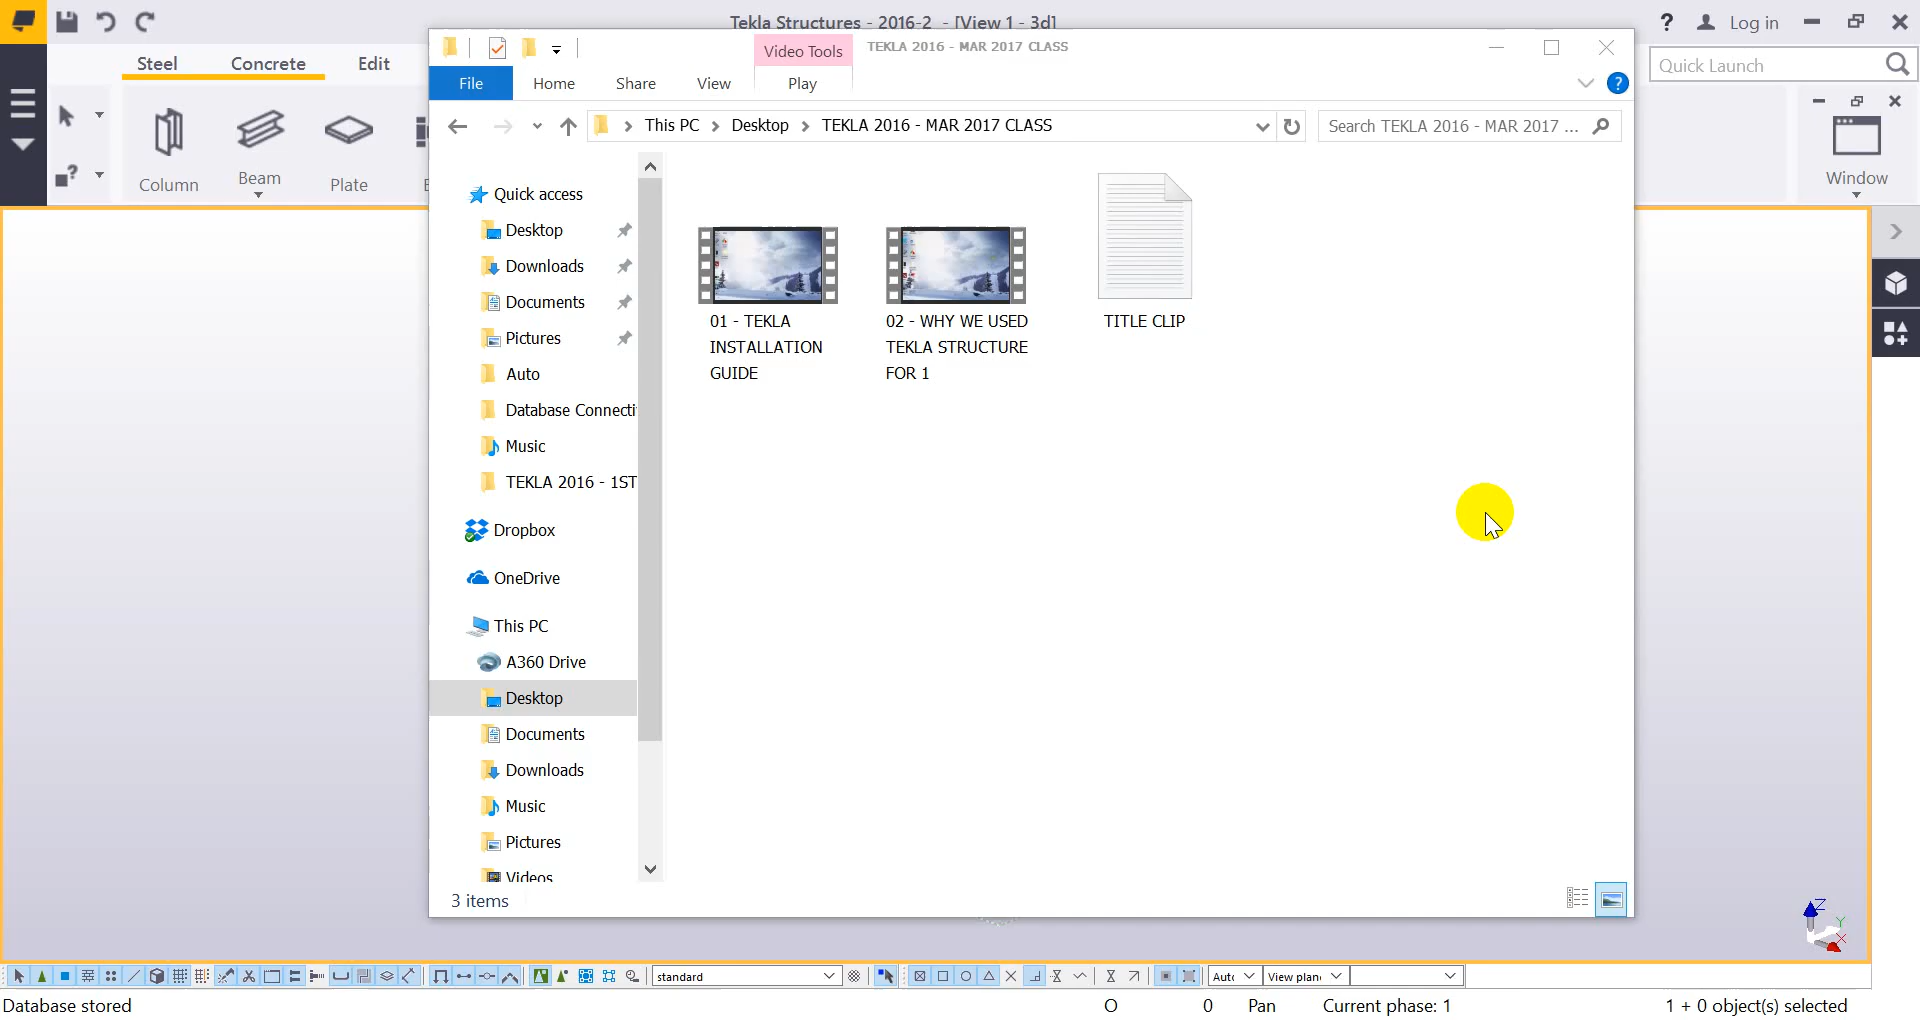 Tekla Structures - 2016-2 - [View 1 - 3d]
? Log in
Video Tools
TEKLA 2016 - MAR 2017 CLASS
Steel Concrete Edit
File Home Share View Play
?
Quick Launch
This PC Desktop TEKLA 2016 - MAR 2017 CLASS
Search TEKLA 2016 - MAR 2017 ...
Column Beam Plate
Window
Quick access
Desktop
Downloads
Documents
Pictures
Auto
Database Connecti
Music
TEKLA 2016 - 1ST
Dropbox
OneDrive
This PC
A360 Drive
Desktop
Documents
Downloads
Music
Pictures
Videos
01 - TEKLA
INSTALLATION
GUIDE
02 - WHY WE USED
TEKLA STRUCTURE
FOR 1
TITLE CLIP
3 items
Z
Y
X
standard
Aut
View plan
Database stored
O 0 Pan Current phase: 1 1 + 0 object(s) selected